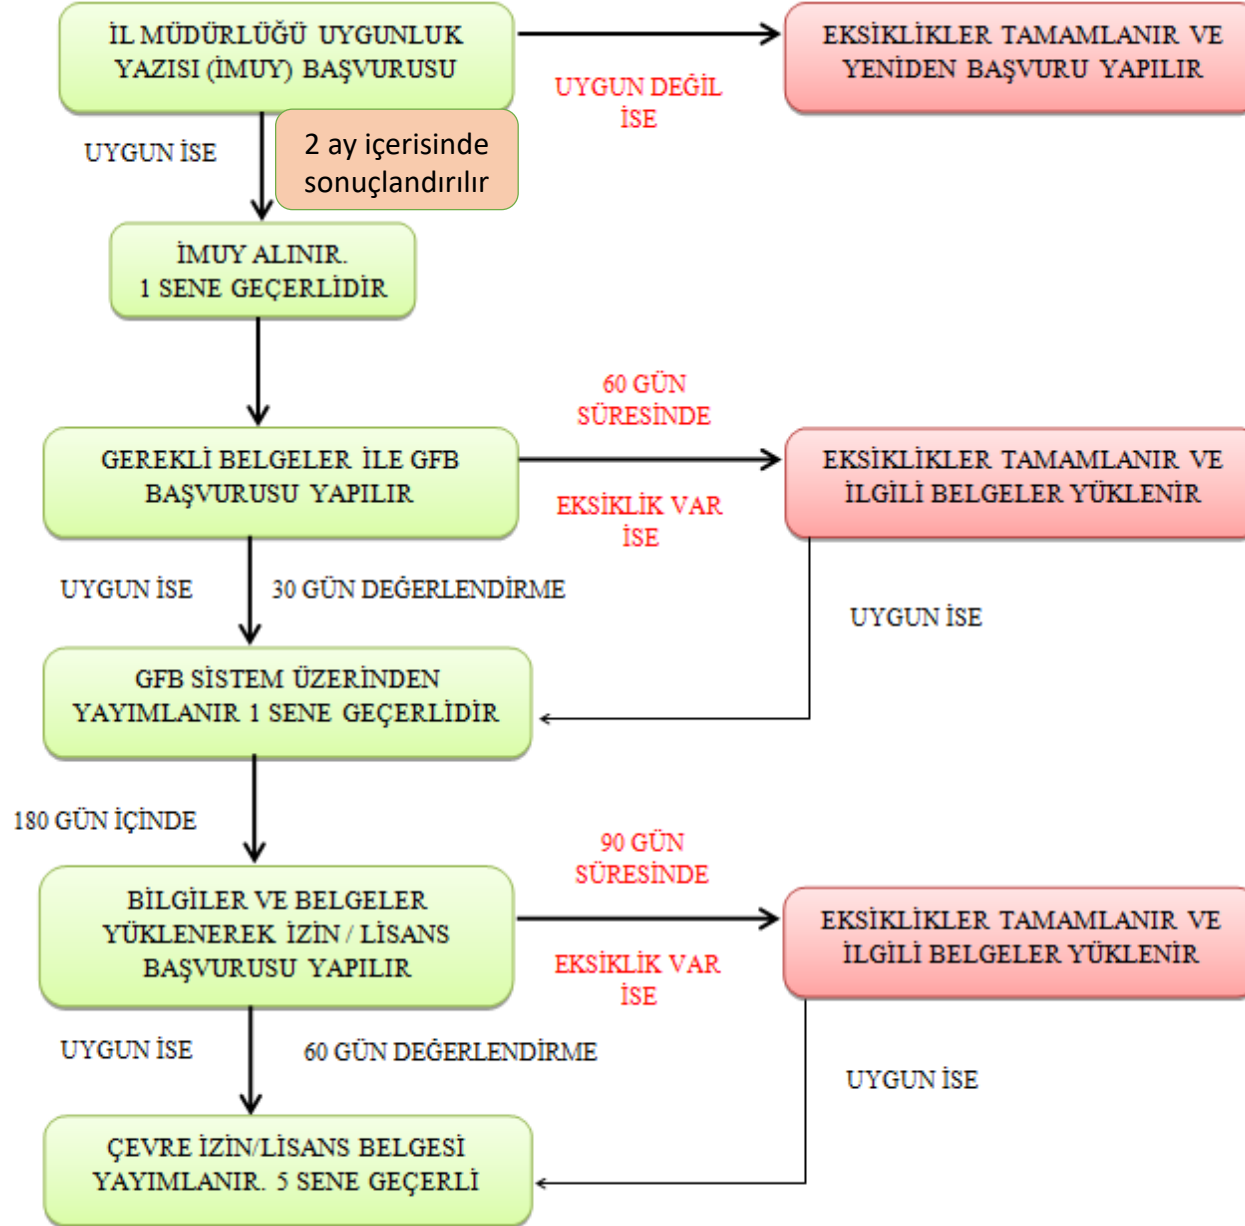 İL MÜDÜRLÜĞÜ UYGUNLUK
YAZISI (İMUY) BAŞVURUSU
EKSİKLİKLER TAMAMLANIR VE
YENİDEN BAŞVURU YAPILIR
UYGUN DEĞİL
İSE
UYGUN İSE
2 ay içerisinde
sonuçlandırılır
İMUY ALINIR.
1 SENE GEÇERLİDİR
60 GÜN
SÜRESİNDE
GEREKLİ BELGELER İLE GFB
BAŞVURUSU YAPILIR
EKSİKLİKLER TAMAMLANIR VE
İLGİLİ BELGELER YÜKLENİR
EKSİKLİK VAR
İSE
UYGUN İSE
30 GÜN DEĞERLENDİRME
UYGUN İSE
GFB SİSTEM ÜZERİNDEN
YAYIMLANIR 1 SENE GEÇERLİDİR
180 GÜN İÇİNDE
90 GÜN
SÜRESİNDE
BİLGİLER VE BELGELER
YÜKLENEREK İZİN / LİSANS
BAŞVURUSU YAPILIR
EKSİKLİKLER TAMAMLANIR VE
İLGİLİ BELGELER YÜKLENİR
EKSİKLİK VAR
İSE
UYGUN İSE
60 GÜN DEĞERLENDİRME
UYGUN İSE
ÇEVRE İZİN/LİSANS BELGESİ
YAYIMLANIR. 5 SENE GEÇERLİ